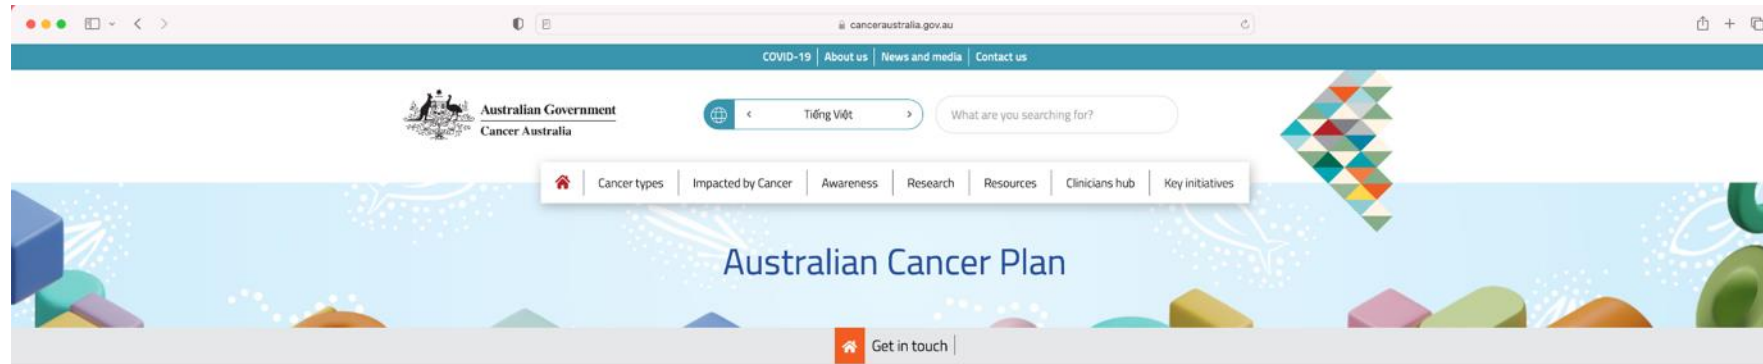 canceraustralia.gov.au
COVID-19 About us News and media Contact us
Australian Government
Cancer Australia
Tiếng Việt
What are you searching for?
Cancer types Impacted by Cancer Awareness Research Resources Clinicians hub Key initiatives
Australian Cancer Plan
Get in touch